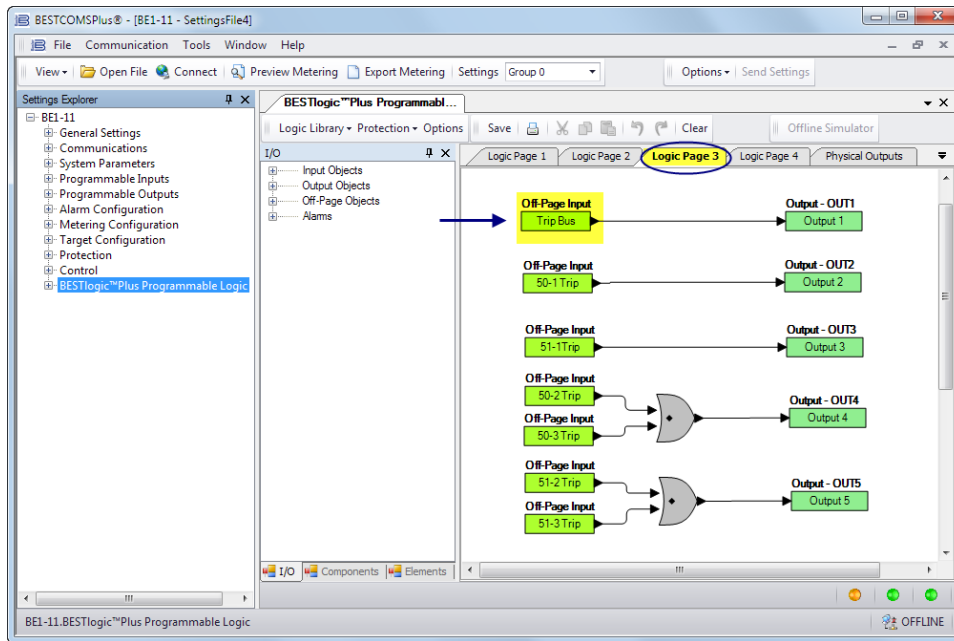 BESTCOMSPlus® - [BE1-11 - SettingsFile4]
File Communication Tools Window Help
View Open File Connect Preview Metering Export Metering Settings Group 0 Options Send Settings
Settings Explorer
BE1-11
General Settings
Communications
System Parameters
Programmable Inputs
Programmable Outputs
Alarm Configuration
Metering Configuration
Target Configuration
Protection
Control
BESTlogic™Plus Programmable Logic
BESTlogic™Plus Programmabl...
Logic Library Protection Options Save Clear Offline Simulator
I/O
Input Objects
Output Objects
Off-Page Objects
Alarms
I/O Components Elements
Logic Page 1 Logic Page 2 Logic Page 3 Logic Page 4 Physical Outputs
Off-Page Input Output - OUT1
Trip Bus Output 1
Off-Page Input Output - OUT2
50-1 Trip Output 2
Off-Page Input Output - OUT3
51-1Trip Output 3
Off-Page Input
50-2 Trip Output - OUT4
Off-Page Input Output 4
50-3 Trip
Off-Page Input
51-2 Trip Output - OUT5
Off-Page Input Output 5
51-3 Trip
BE1-11.BESTlogic™Plus Programmable Logic OFFLINE